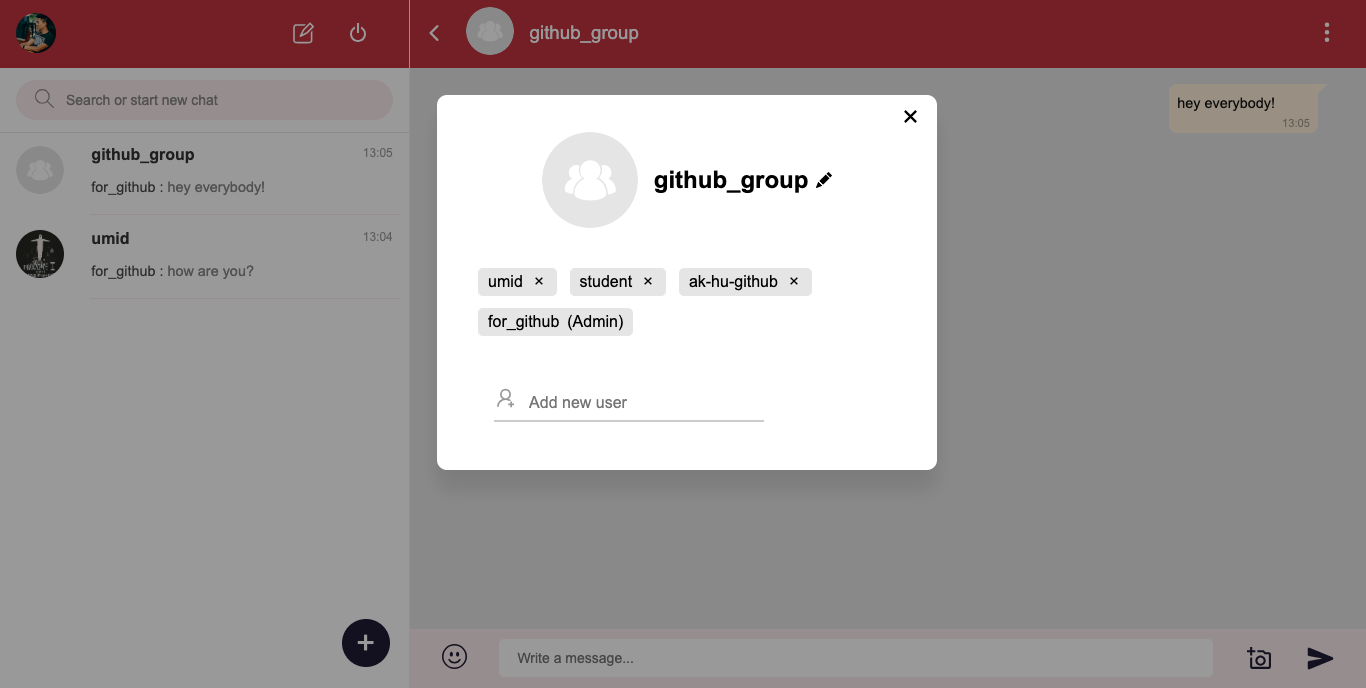 github_group
Search or start new chat
github_group 13:05
for_github : hey everybody!
umid 13:04
for_github : how are you?
hey everybody!
13:05
github_group
umid × student × ak-hu-github ×
for_github (Admin)
Add new user
Write a message...